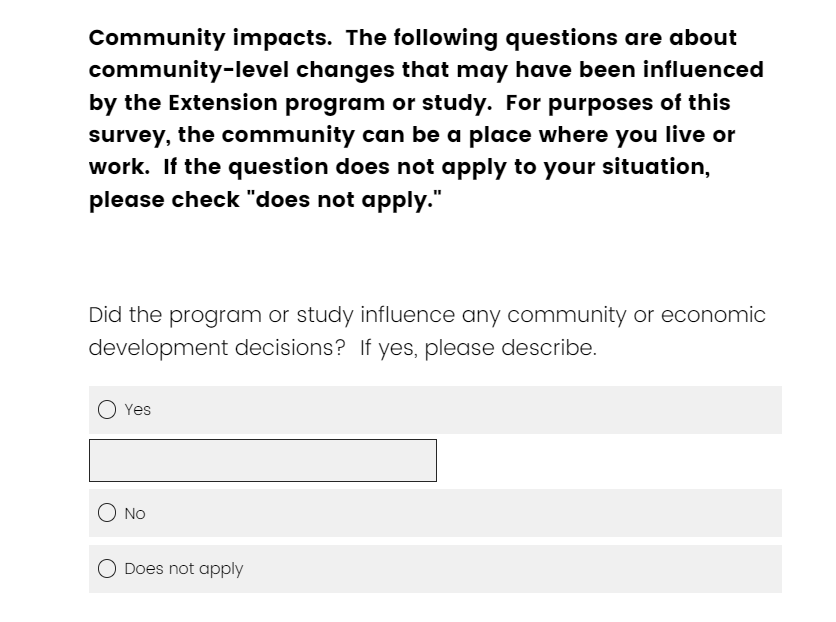 Community impacts.  The following questions are about
community-level changes that may have been influenced
by the Extension program or study.  For purposes of this
survey, the community can be a place where you live or
work.  If the question does not apply to your situation,
please check "does not apply."
Did the program or study influence any community or economic
development decisions?  If yes, please describe.
Yes
No
Does not apply